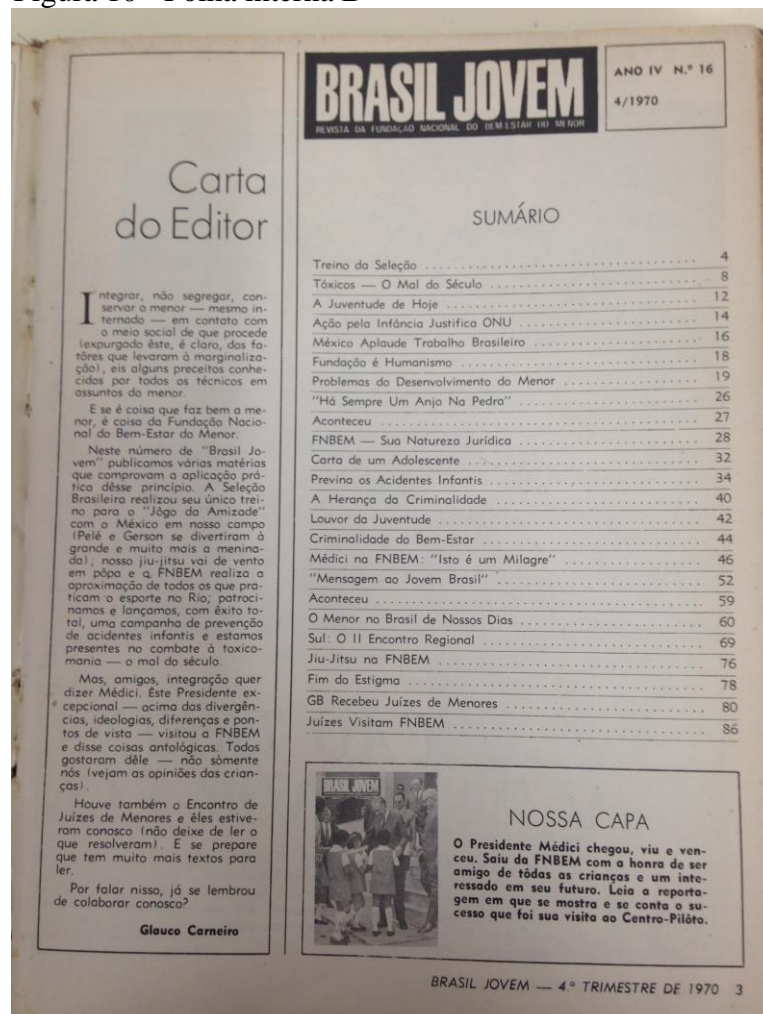 BRASIL JOVEM
REVISTA DA FUNDAÇÃO NACIONAL DO BEM ESTAR DO MENOR
ANO IV N.º 16
4/1970
Carta
do Editor
Integrar, não segregar, con-
servar o menor — mesmo in-
ternado — em contato com
o meio social de que procede
(expurgado êste, é claro, dos fa-
tôres que levaram à marginaliza-
ção), eis alguns preceitos conhe-
cidos por todos os técnicos em
assuntos do menor.
E se é coisa que faz bem a me-
nor, é coisa da Fundação Nacio-
nal do Bem-Estar do Menor.
Neste número de "Brasil Jo-
vem" publicamos várias matérias
que comprovam a aplicação prá-
tica dêsse princípio. A Seleção
Brasileira realizou seu único trei-
no para o "Jôgo da Amizade"
com o México em nosso campo
(Pelé e Gerson se divertiram à
grande e muito mais a menina-
da); nosso jiu-jitsu vai de vento
em pôpa e a FNBEM realiza a
aproximação de todos os que pra-
ticam o esporte no Rio; patroci-
namos e lançamos, com êxito to-
tal, uma campanha de prevenção
de acidentes infantis e estamos
presentes no combate à toxico-
mania — o mal do século.
Mas, amigos, integração quer
dizer Médici. Êste Presidente ex-
cepcional — acima das divergên-
cias, ideologias, diferenças e pon-
tos de vista — visitou a FNBEM
e disse coisas antológicas. Todos
gostaram dêle — não sòmente
nós (vejam as opiniões das crian-
ças).
Houve também o Encontro de
Juízes de Menores e êles estive-
ram conosco (não deixe de ler o
que resolveram). E se prepare
que tem muito mais textos para
ler.
Por falar nisso, já se lembrou
de colaborar conosco?
Glauco Carneiro
SUMÁRIO
Treino da Seleção 4
Tóxicos — O Mal do Século 8
A Juventude de Hoje 12
Ação pela Infância Justifica ONU 14
México Aplaude Trabalho Brasileiro 16
Fundação é Humanismo 18
Problemas do Desenvolvimento do Menor 19
"Há Sempre Um Anjo Na Pedra" 26
Aconteceu 27
FNBEM — Sua Natureza Jurídica 28
Carta de um Adolescente 32
Previna os Acidentes Infantis 34
A Herança da Criminalidade 40
Louvor da Juventude 42
Criminalidade do Bem-Estar 44
Médici na FNBEM: "Isto é um Milagre" 46
"Mensagem ao Jovem Brasil" 52
Aconteceu 59
O Menor no Brasil de Nossos Dias 60
Sul: O II Encontro Regional 69
Jiu-Jitsu na FNBEM 76
Fim do Estigma 78
GB Recebeu Juízes de Menores 80
Juízes Visitam FNBEM 86
BRASIL JOVEM
NOSSA CAPA
O Presidente Médici chegou, viu e ven-
ceu. Saiu da FNBEM com a honra de ser
amigo de tôdas as crianças e um inte-
ressado em seu futuro. Leia a reporta-
gem em que se mostra e se conta o su-
cesso que foi sua visita ao Centro-Pilôto.
BRASIL JOVEM — 4.º TRIMESTRE DE 1970 3